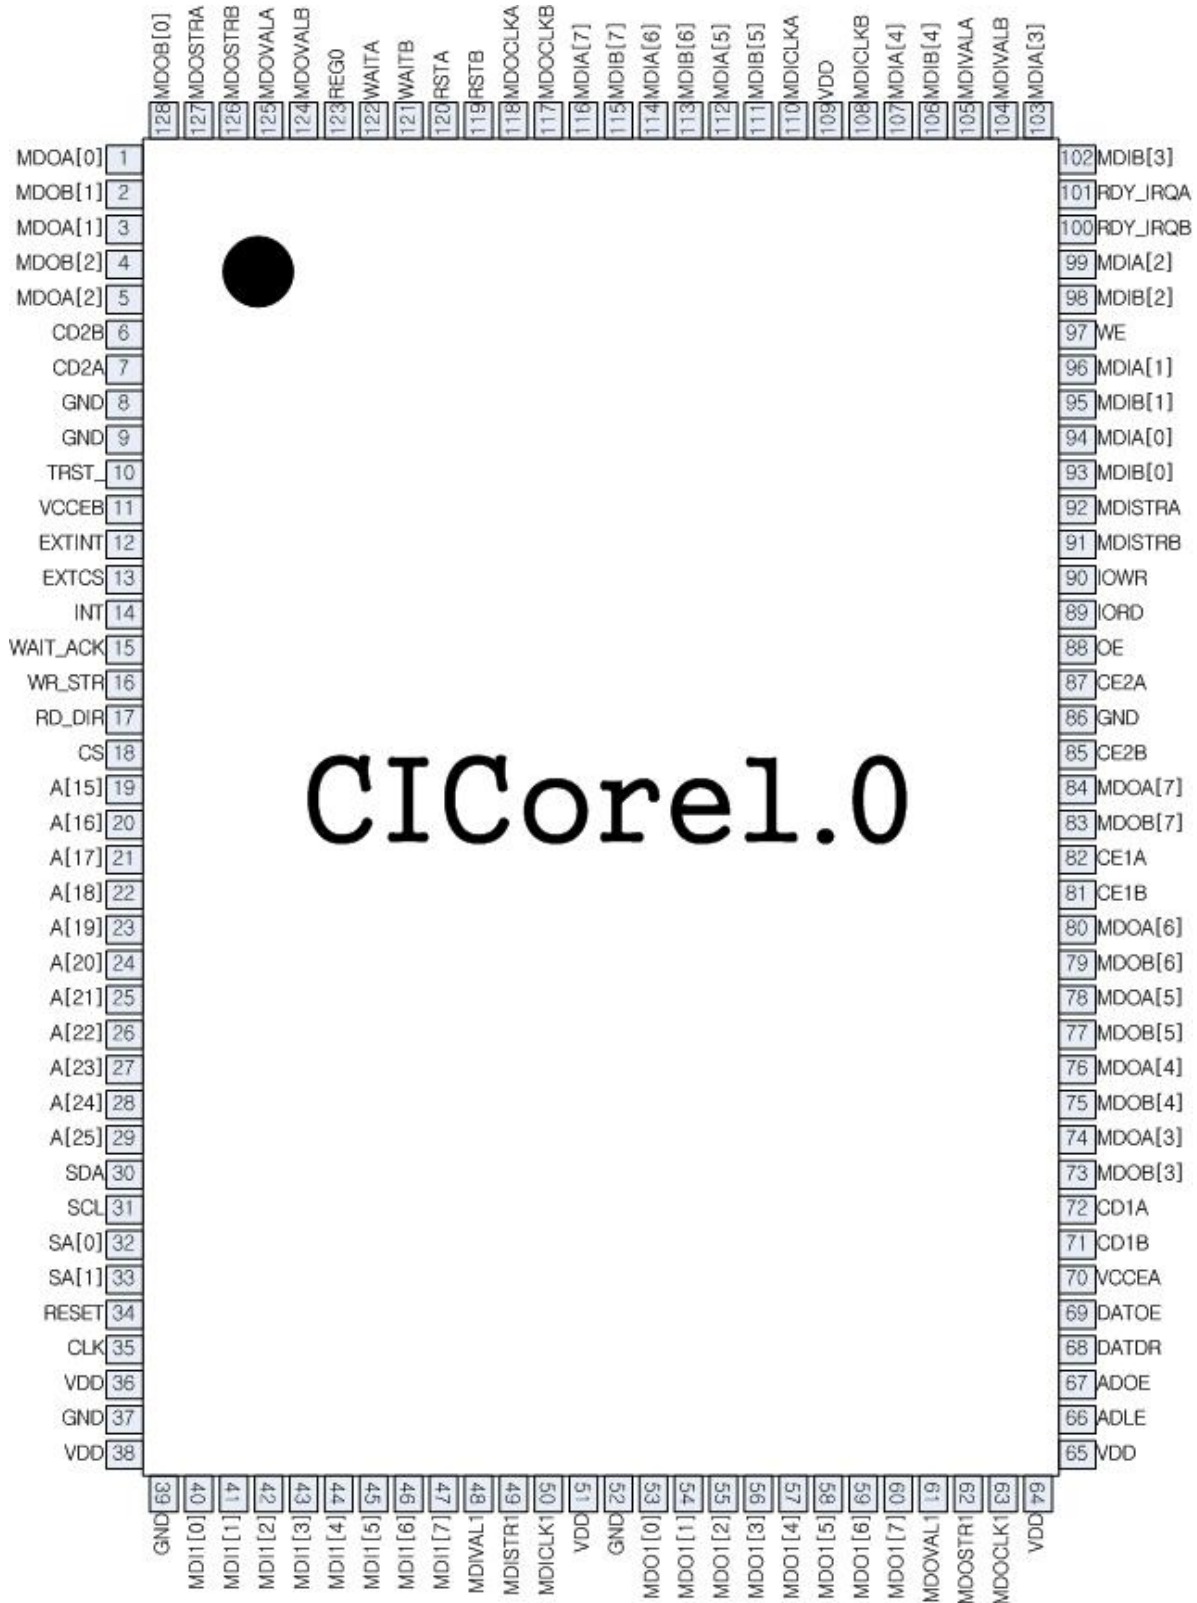 128 MDOB[0]
127 MDOSTRA
126 MDOSTRB
125 MDOVALA
124 MDOVALB
123 REG0
122 WAITA
121 WAITB
120 RSTA
119 RSTB
118 MDOCLKA
117 MDOCLKB
116 MDIA[7]
115 MDIB[7]
114 MDIA[6]
113 MDIB[6]
112 MDIA[5]
111 MDIB[5]
110 MDICLKA
109 VDD
108 MDICLKB
107 MDIA[4]
106 MDIB[4]
105 MDIVALA
104 MDIVALB
103 MDIA[3]
MDOA[0] 1
MDOB[1] 2
MDOA[1] 3
MDOB[2] 4
MDOA[2] 5
CD2B 6
CD2A 7
GND 8
GND 9
TRST_ 10
VCCEB 11
EXTINT 12
EXTCS 13
INT 14
WAIT_ACK 15
WR_STR 16
RD_DIR 17
CS 18
A[15] 19
A[16] 20
A[17] 21
A[18] 22
A[19] 23
A[20] 24
A[21] 25
A[22] 26
A[23] 27
A[24] 28
A[25] 29
SDA 30
SCL 31
SA[0] 32
SA[1] 33
RESET 34
CLK 35
VDD 36
GND 37
VDD 38
CICore1.0
102 MDIB[3]
101 RDY_IRQA
100 RDY_IRQB
99 MDIA[2]
98 MDIB[2]
97 WE
96 MDIA[1]
95 MDIB[1]
94 MDIA[0]
93 MDIB[0]
92 MDISTRA
91 MDISTRB
90 IOWR
89 IORD
88 OE
87 CE2A
86 GND
85 CE2B
84 MDOA[7]
83 MDOB[7]
82 CE1A
81 CE1B
80 MDOA[6]
79 MDOB[6]
78 MDOA[5]
77 MDOB[5]
76 MDOA[4]
75 MDOB[4]
74 MDOA[3]
73 MDOB[3]
72 CD1A
71 CD1B
70 VCCEA
69 DATOE
68 DATDR
67 ADOE
66 ADLE
65 VDD
39 GND
40 MDI1[0]
41 MDI1[1]
42 MDI1[2]
43 MDI1[3]
44 MDI1[4]
45 MDI1[5]
46 MDI1[6]
47 MDI1[7]
48 MDIVAL1
49 MDISTR1
50 MDICLK1
51 VDD
52 GND
53 MDO1[0]
54 MDO1[1]
55 MDO1[2]
56 MDO1[3]
57 MDO1[4]
58 MDO1[5]
59 MDO1[6]
60 MDO1[7]
61 MDOVAL1
62 MDOSTR1
63 MDOCLK1
64 VDD